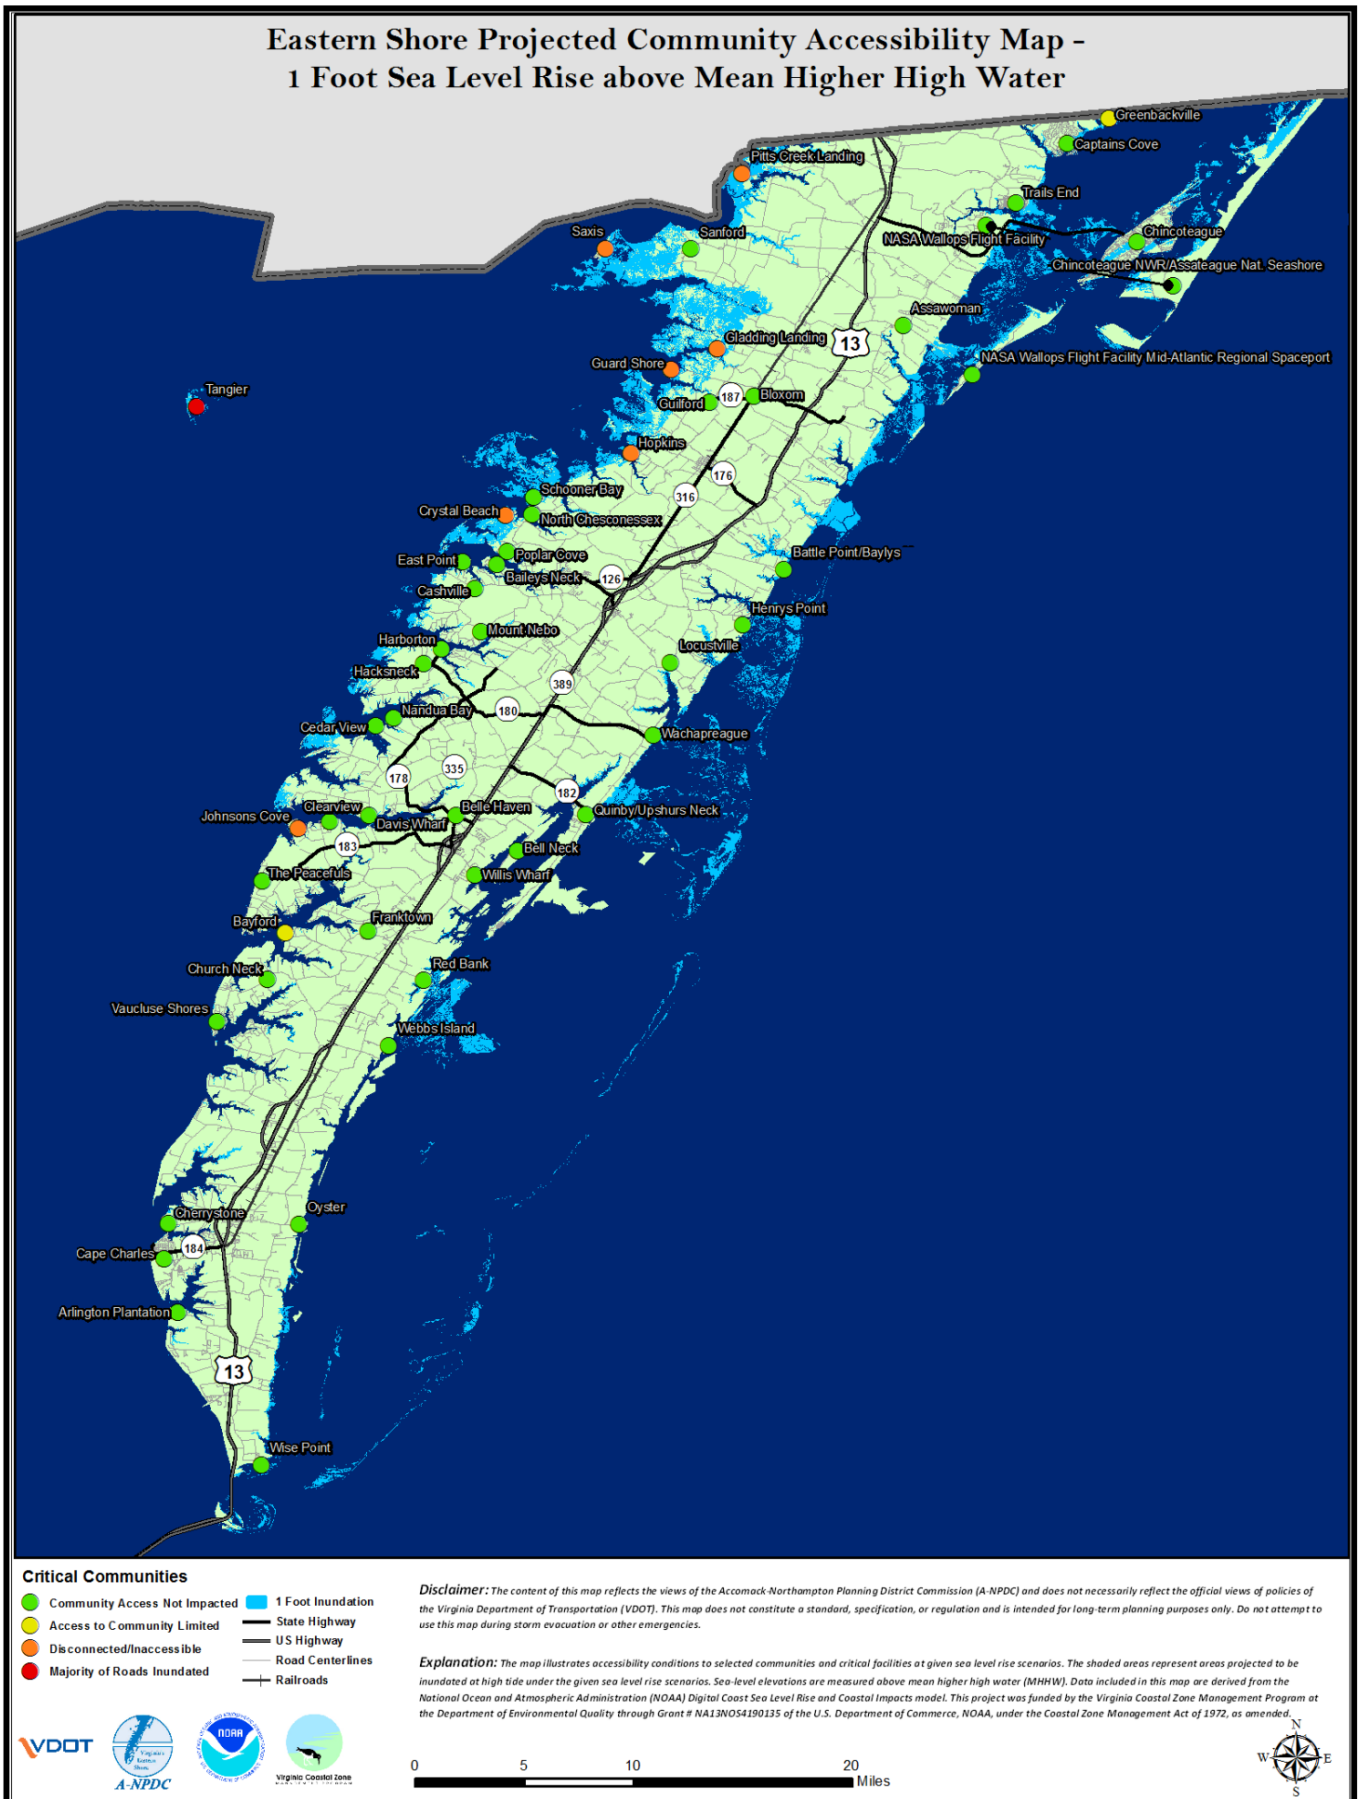 Eastern Shore Projected Community Accessibility Map -
1 Foot Sea Level Rise above Mean Higher High Water
Greenbackville
Captains Cove
Pitts Creek Landing
Trails End
Saxis
Sanford
NASA Wallops Flight Facility
Chincoteague
Chincoteague NWR/Assateague Nat. Seashore
Assawoman
Gladding Landing
13
NASA Wallops Flight Facility Mid-Atlantic Regional Spaceport
Guard Shore
Tangier
Guilford
187
Bloxom
Hopkins
176
316
Schooner Bay
Crystal Beach
North Chesconessex
Poplar Cove
East Point
Baileys Neck
126
Battle Point/Baylys
Cashville
Henrys Point
Mount Nebo
Harborton
Locustville
Hacksneck
389
180
Nandua Bay
Cedar View
Wachapreague
178
335
182
Clearview
Belle Haven
Johnsons Cove
Davis Wharf
Quinby/Upshurs Neck
183
Bell Neck
The Peacefuls
Willis Wharf
Bayford
Franktown
Church Neck
Red Bank
Vaucluse Shores
Webbs Island
Cherrystone
Oyster
Cape Charles
184
Arlington Plantation
13
Wise Point
Critical Communities
Community Access Not Impacted
Access to Community Limited
Disconnected/Inaccessible
Majority of Roads Inundated
1 Foot Inundation
State Highway
US Highway
Road Centerlines
Railroads
Disclaimer: The content of this map reflects the views of the Accomack-Northampton Planning District Commission (A-NPDC) and does not necessarily reflect the official views of policies of
the Virginia Department of Transportation (VDOT). This map does not constitute a standard, specification, or regulation and is intended for long-term planning purposes only. Do not attempt to
use this map during storm evacuation or other emergencies.
Explanation: The map illustrates accessibility conditions to selected communities and critical facilities at given sea level rise scenarios. The shaded areas represent areas projected to be
inundated at high tide under the given sea level rise scenarios. Sea-level elevations are measured above mean higher high water (MHHW). Data included in this map are derived from the
National Ocean and Atmospheric Administration (NOAA) Digital Coast Sea Level Rise and Coastal Impacts model. This project was funded by the Virginia Coastal Zone Management Program at
the Department of Environmental Quality through Grant # NA13NOS4190135 of the U.S. Department of Commerce, NOAA, under the Coastal Zone Management Act of 1972, as amended.
VDOT
Virginia's
Eastern
Shore
A-NPDC
NOAA
Virginia Coastal Zone
0 5 10 20
Miles
N
W E
S